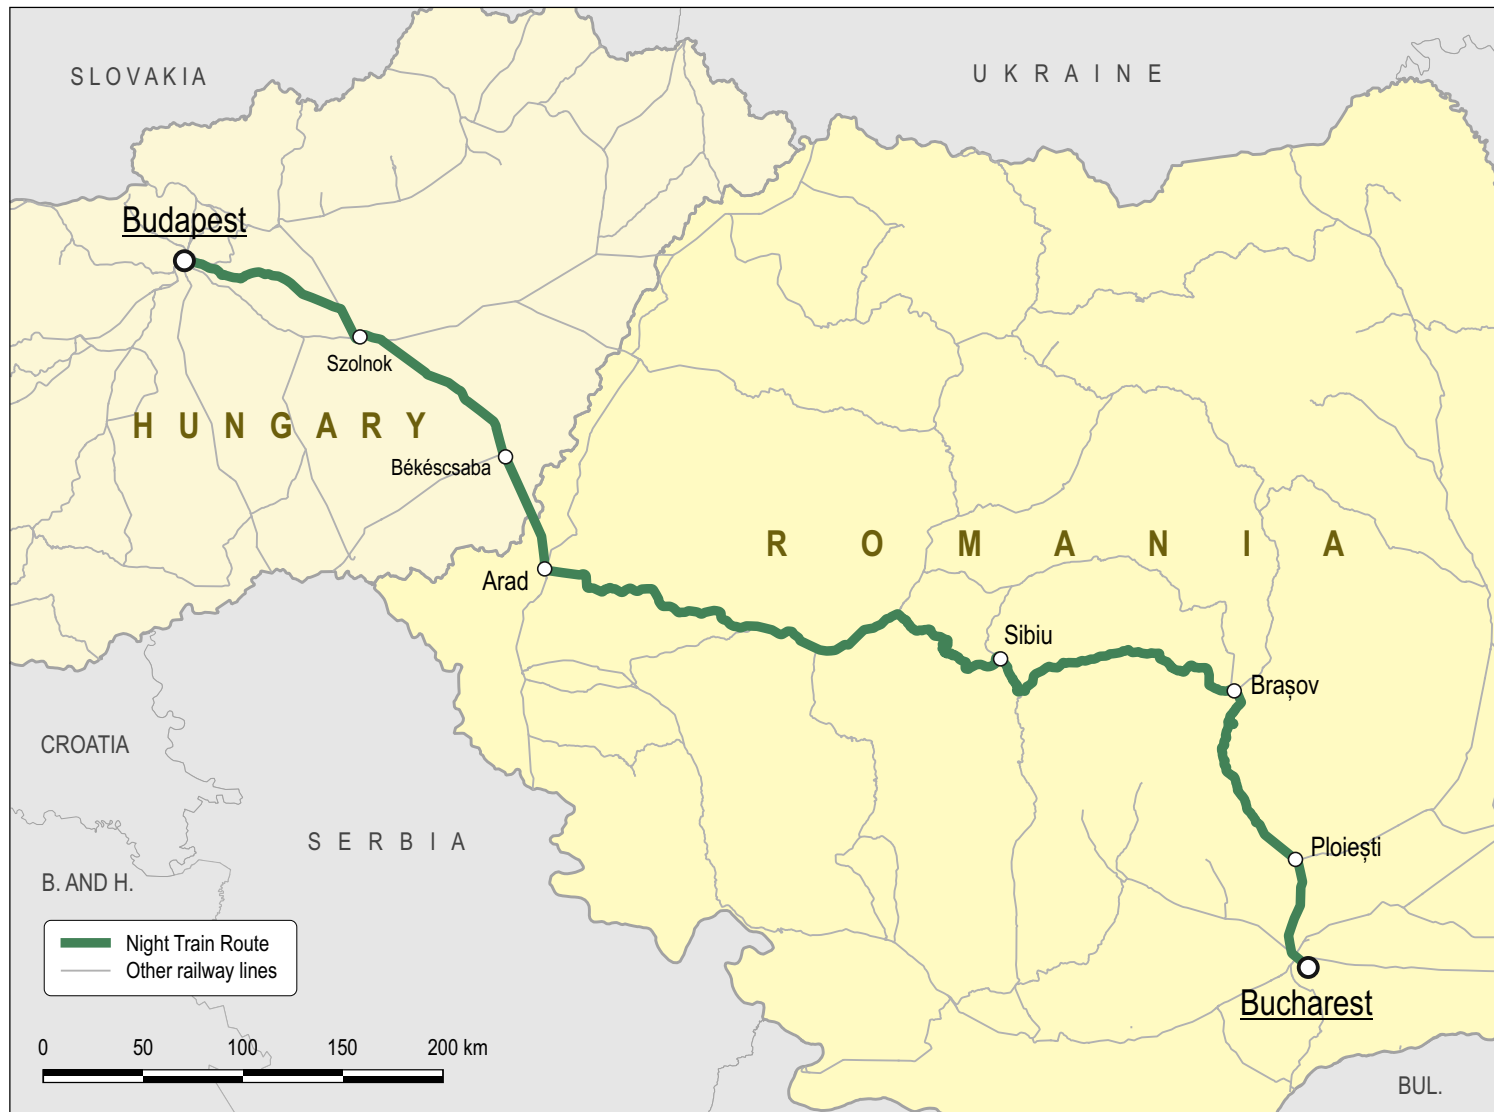 SLOVAKIA
UKRAINE
Budapest
Szolnok
HUNGARY
Békéscsaba
ROMANIA
Arad
Sibiu
Brașov
CROATIA
SERBIA
Ploiești
B. AND H.
Night Train Route
Other railway lines
Bucharest
0 50 100 150 200 km
BUL.